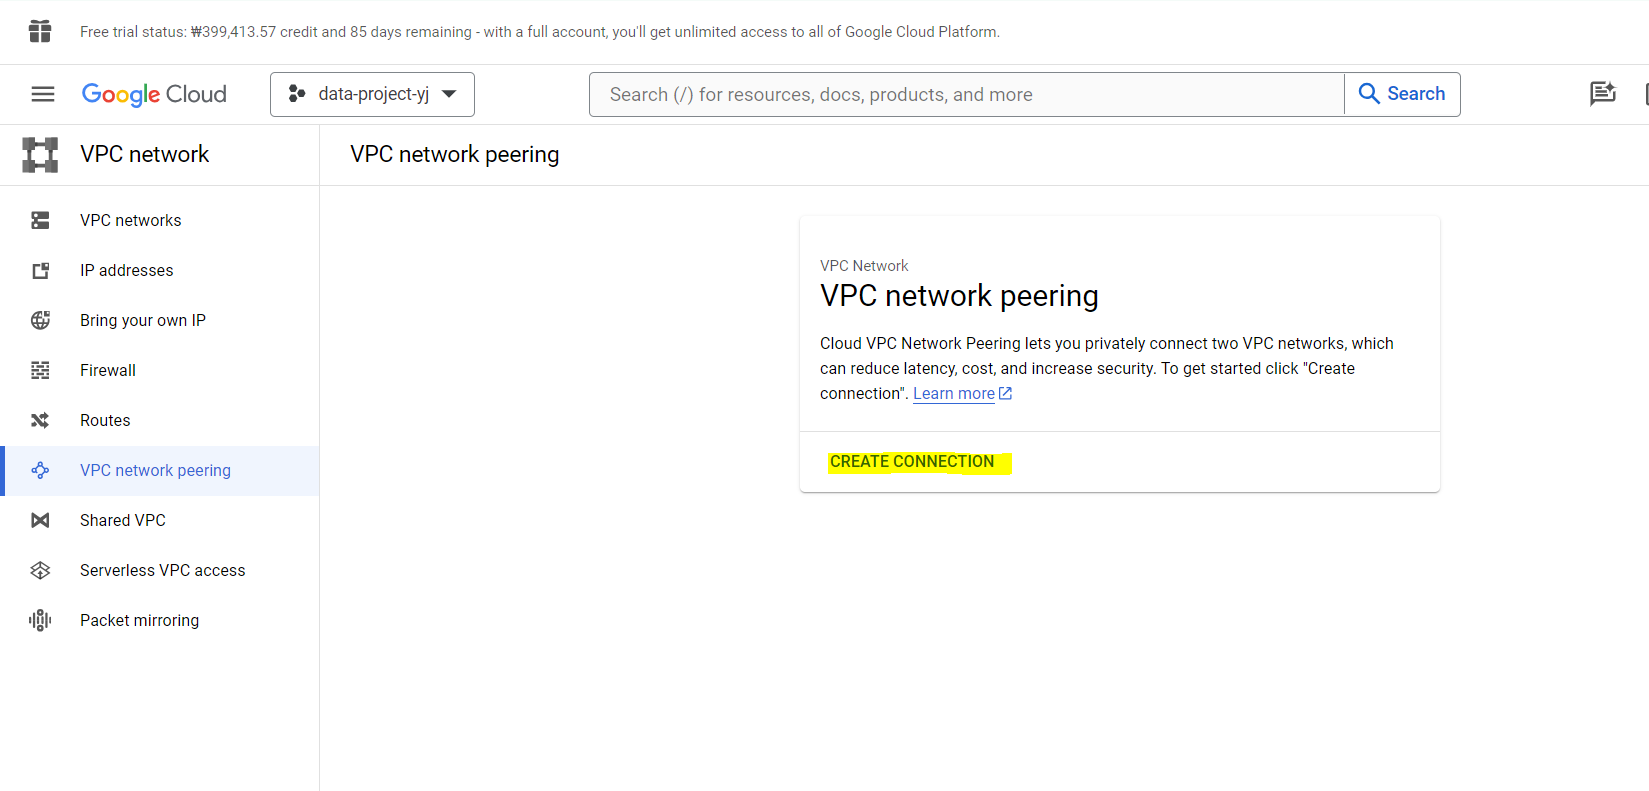 Free trial status: ₩399,413.57 credit and 85 days remaining - with a full account, you'll get unlimited access to all of Google Cloud Platform.
Google Cloud
data-project-yj
Search (/) for resources, docs, products, and more
Search
VPC network
VPC network peering
VPC networks
IP addresses
Bring your own IP
Firewall
Routes
VPC network peering
Shared VPC
Serverless VPC access
Packet mirroring
VPC Network
VPC network peering
Cloud VPC Network Peering lets you privately connect two VPC networks, which
can reduce latency, cost, and increase security. To get started click "Create
connection". Learn more
CREATE CONNECTION